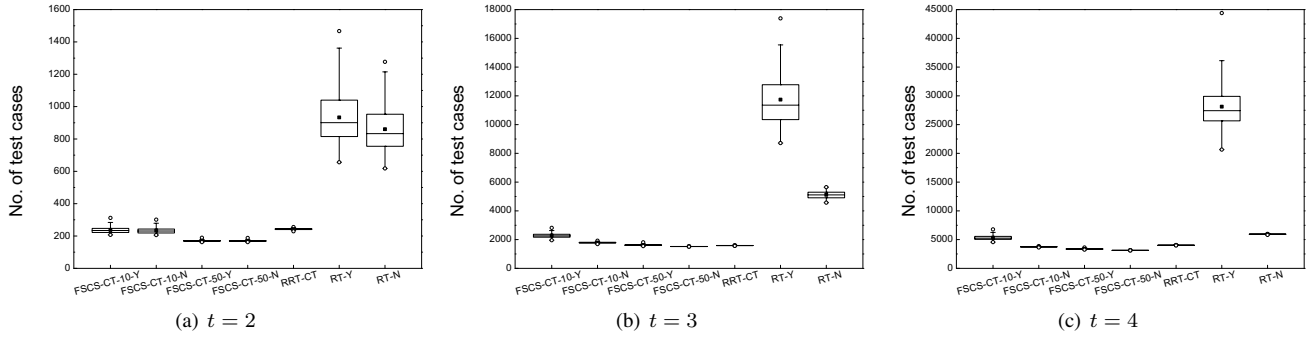 No. of test cases
1600
1400
1200
1000
800
600
400
200
0
FSCS-CT-10-Y
FSCS-CT-10-N
FSCS-CT-50-Y
FSCS-CT-50-N
RRT-CT
RT-Y
RT-N
(a) t = 2
No. of test cases
18000
16000
14000
12000
10000
8000
6000
4000
2000
0
FSCS-CT-10-Y
FSCS-CT-10-N
FSCS-CT-50-Y
FSCS-CT-50-N
RRT-CT
RT-Y
RT-N
(b) t = 3
No. of test cases
45000
40000
35000
30000
25000
20000
15000
10000
5000
0
FSCS-CT-10-Y
FSCS-CT-10-N
FSCS-CT-50-Y
FSCS-CT-50-N
RRT-CT
RT-Y
RT-N
(c) t = 4